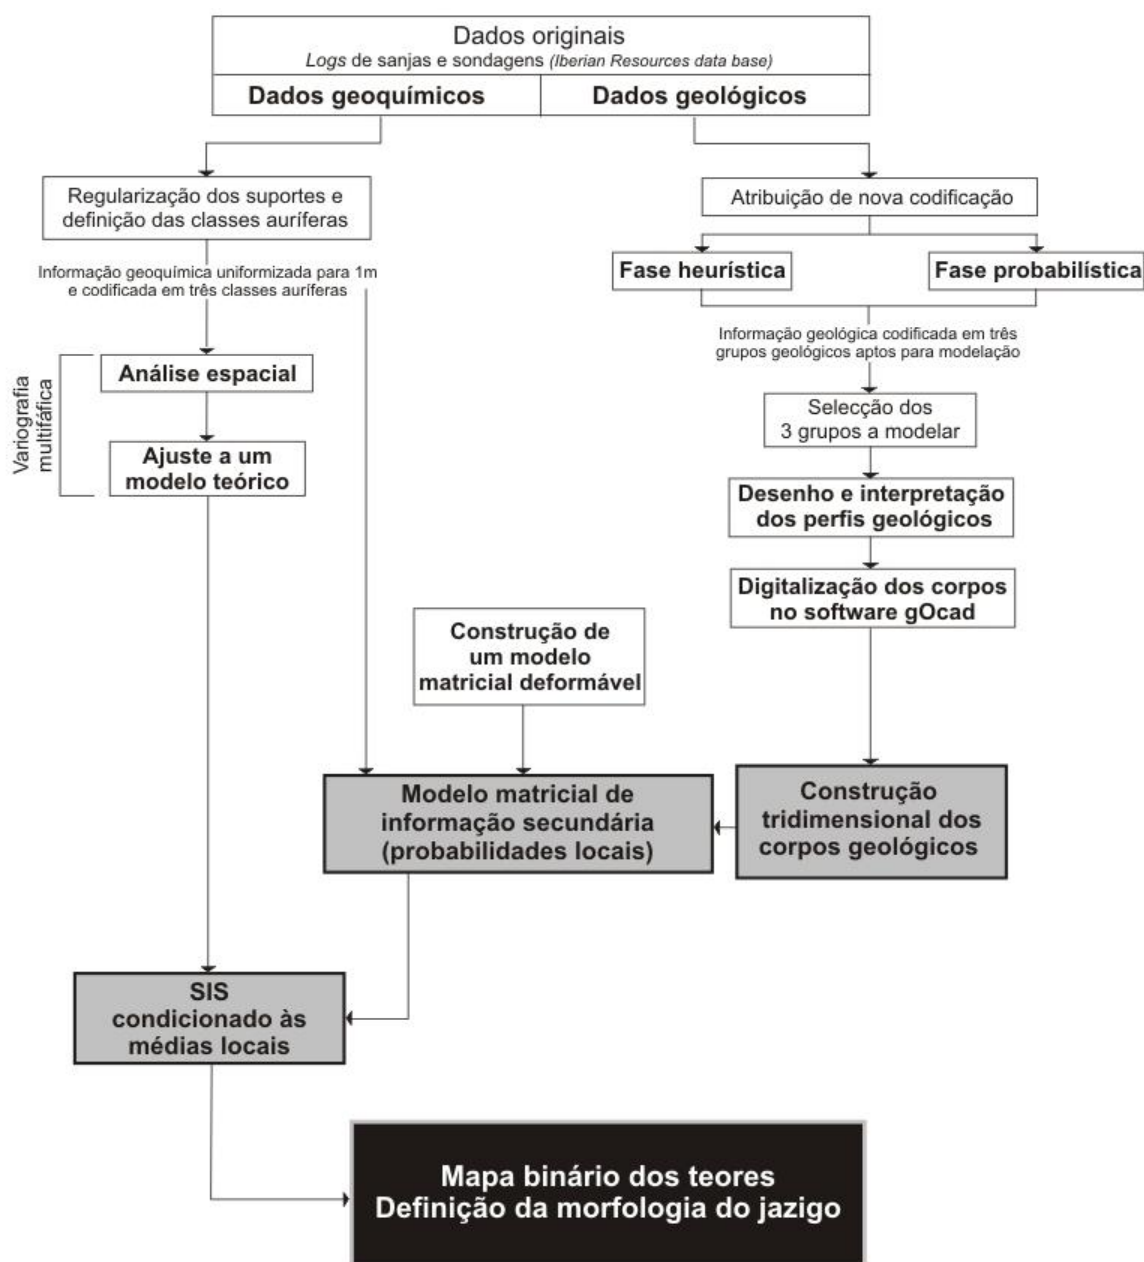 Dados originais
Logs de sanjas e sondagens (Iberian Resources data base)
Dados geoquímicos
Dados geológicos
Regularização dos suportes e
definição das classes auríferas
Informação geoquímica uniformizada para 1m
e codificada em três classes auríferas
Variografia
multifáfica
Análise espacial
Ajuste a um
modelo teórico
Atribuição de nova codificação
Fase heurística
Fase probabilística
Informação geológica codificada em três
grupos geológicos aptos para modelação
Selecção dos
3 grupos a modelar
Desenho e interpretação
dos perfis geológicos
Digitalização dos corpos
no software gOcad
Construção de
um modelo
matricial deformável
Modelo matricial de
informação secundária
(probabilidades locais)
Construção
tridimensional dos
corpos geológicos
SIS
condicionado às
médias locais
Mapa binário dos teores
Definição da morfologia do jazigo